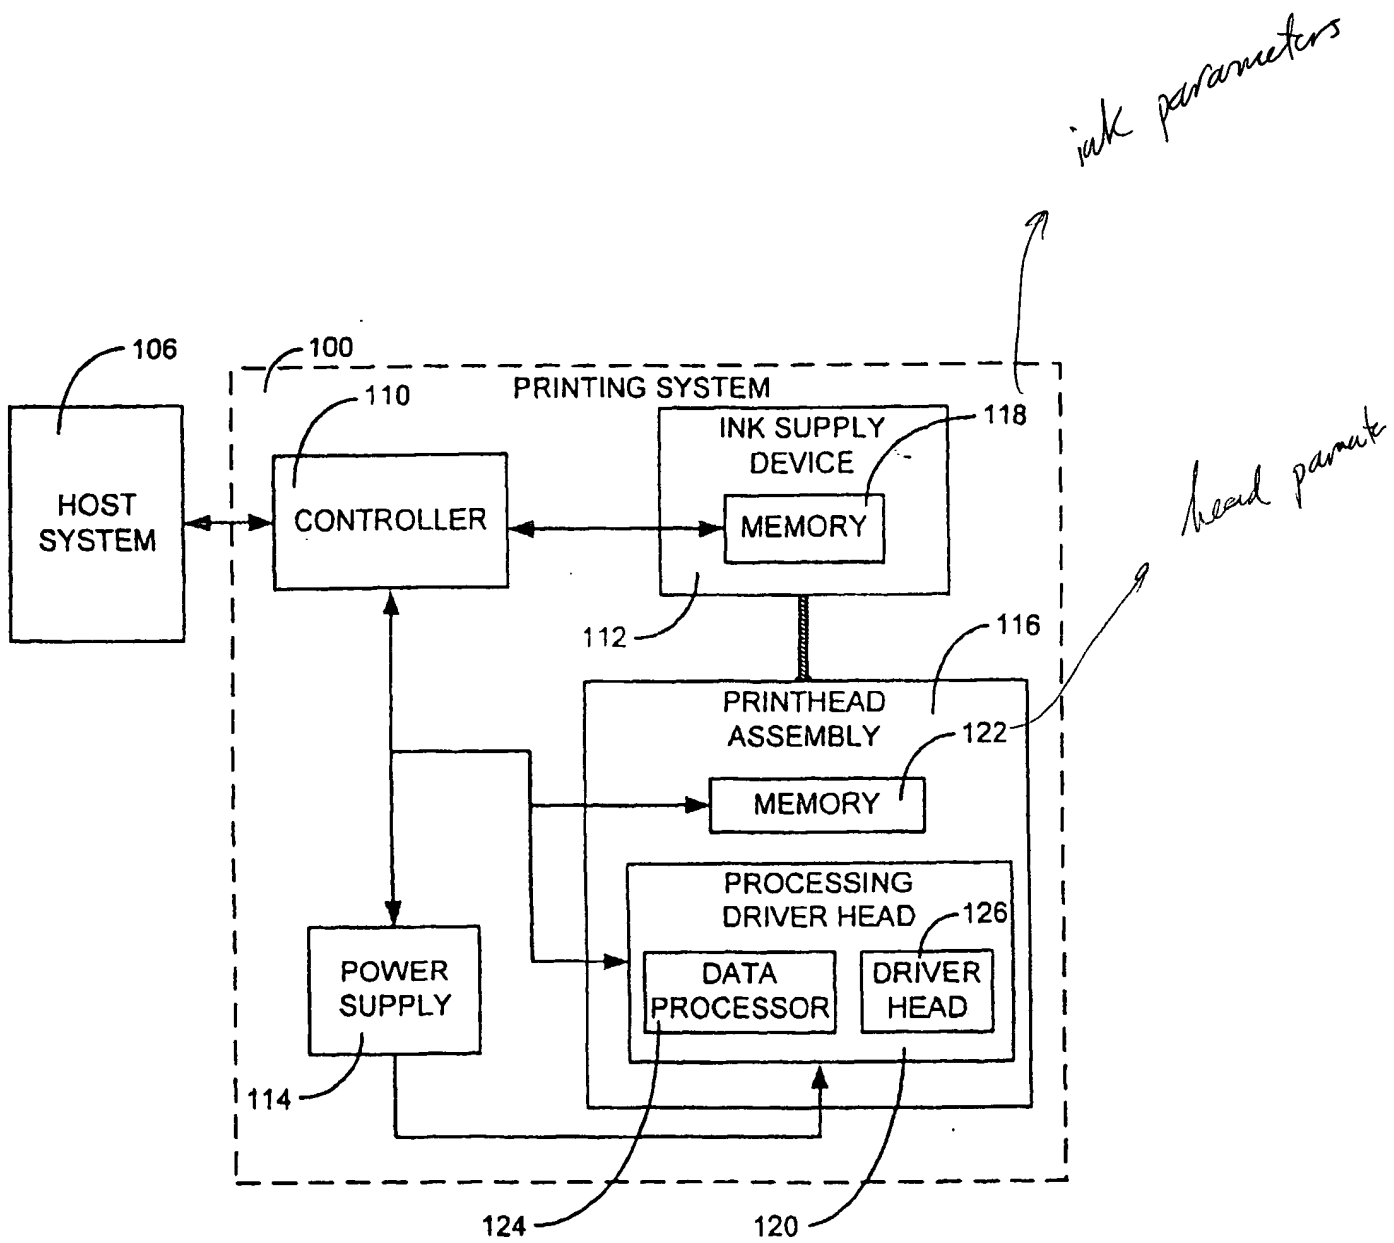 ink parameters
106
100
PRINTING SYSTEM
110
118
INK SUPPLY
DEVICE
HOST
SYSTEM
CONTROLLER
MEMORY
head
112
116
PRINTHEAD
ASSEMBLY
122
MEMORY
PROCESSING
DRIVER HEAD
126
POWER
SUPPLY
DATA
PROCESSOR
DRIVER
HEAD
114
124
120